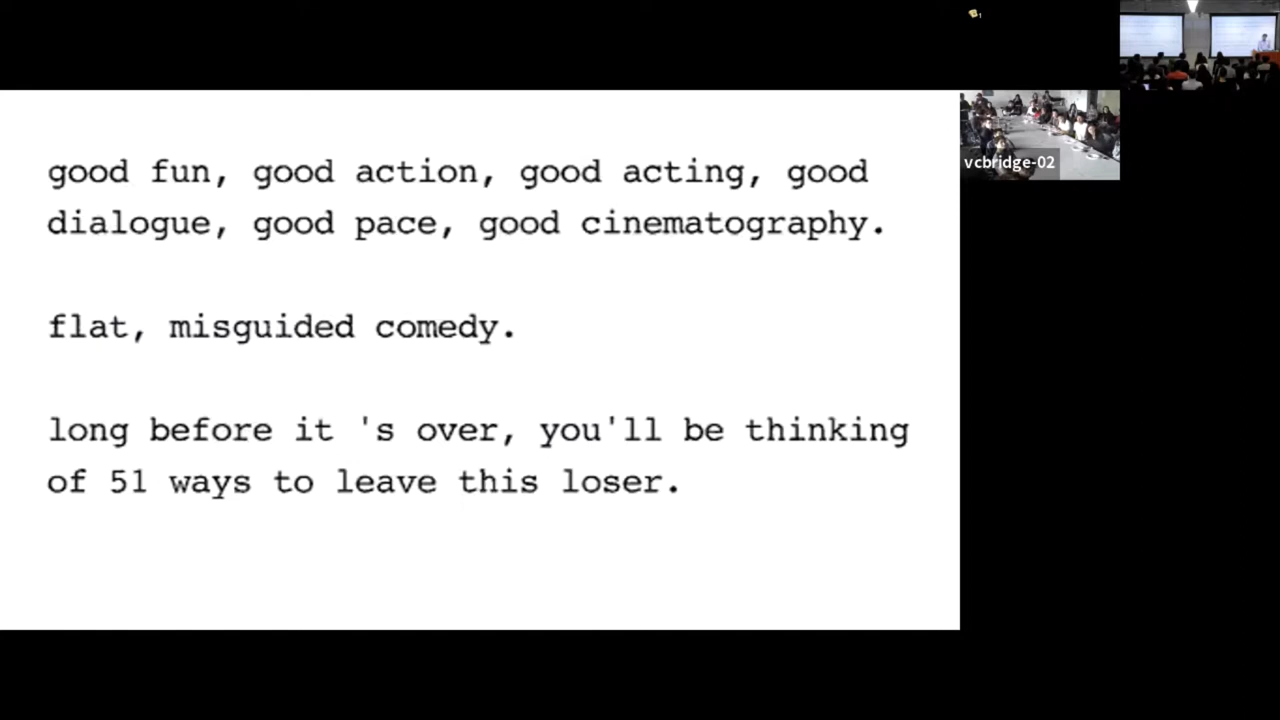 good fun, good action, good acting, good
dialogue, good pace, good cinematography.
flat, misguided comedy.
long before it 's over, you'll be thinking
of 51 ways to leave this loser.
vcbridge-02